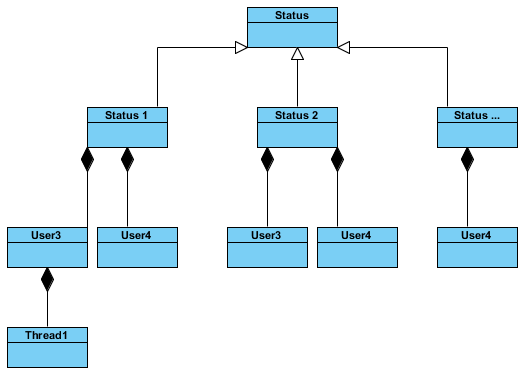 Status
Status 1
Status 2
Status ...
User3
User4
User3
User4
User4
Thread1